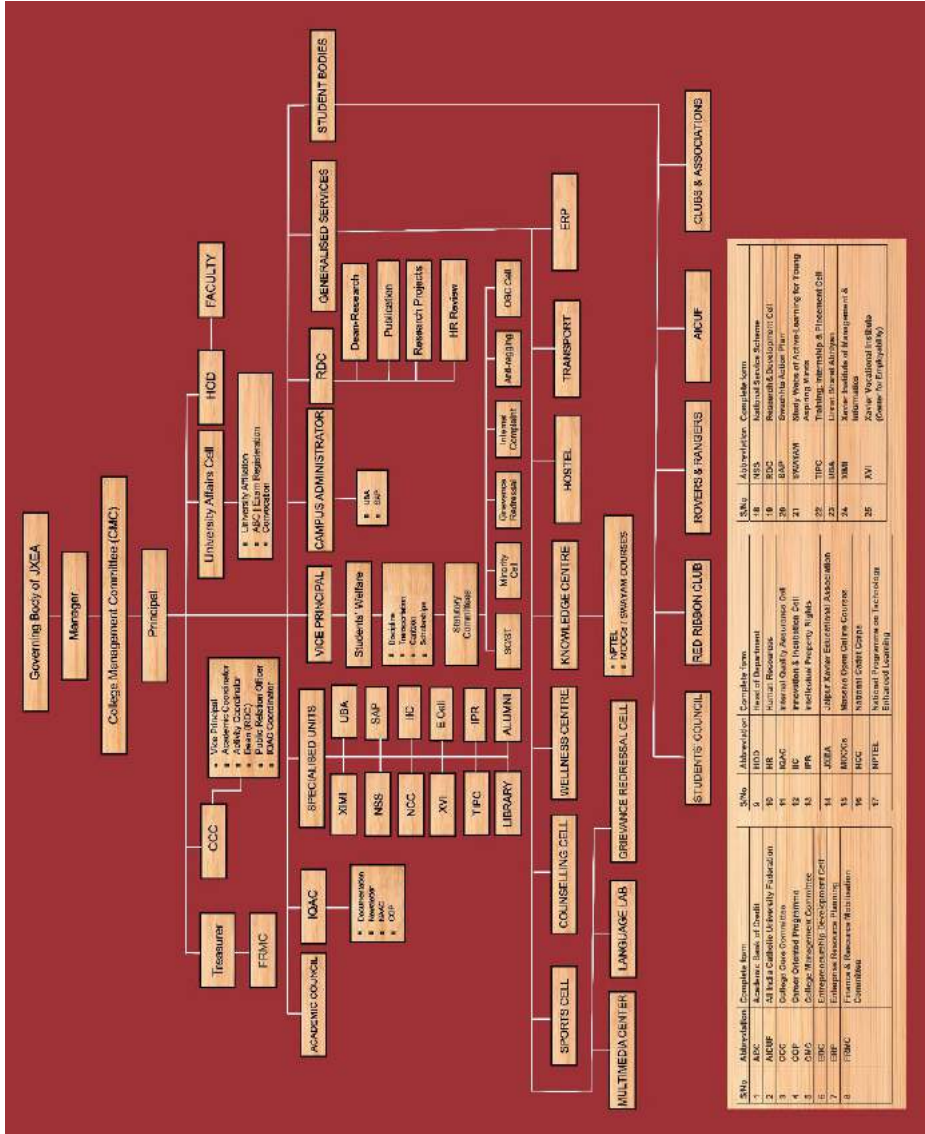 Governing Body of JXEA
Manager
College Management Committee (CMC)
Principal
Treasurer
FRMC
CCC
Vice Principal
Academic Coordinator
Activity Coordinator
Dean (RDC)
Public Relation Officer
IQAC Coordinator
University Affairs Cell
University Affiliation
ABC | Exam Registeration
Convocation
HOD
FACULTY
ACADEMIC COUNCIL
IQAC
Documentation
Newsletter
COP
SPECIALISED UNITS
XIMI
UBA
NSS
SAP
NCC
IIC
XVI
E Cell
TIPC
IPR
LIBRARY
ALUMNI
VICE PRINCIPAL
Students' Welfare
Discipline
Transportation
Canteen
Scholarships
Statutory
Committees
SC/ST
Minority Cell
Grievance
Redressal
Internal
Complaint
Anti-ragging
OBC Cell
CAMPUS ADMINISTRATOR
UBA
SAP
RDC
Dean-Research
Publication
Research Projects
HR Review
GENERALISED SERVICES
STUDENT BODIES
SPORTS CELL
COUNSELLING CELL
WELLNESS CENTRE
KNOWLEDGE CENTRE
NPTEL
MOOCs / SWAYAM COURSES
HOSTEL
TRANSPORT
ERP
MULTIMEDIA CENTER
LANGUAGE LAB
GRIEVANCE REDRESSAL CELL
STUDENTS' COUNCIL
RED RIBBON CLUB
ROVERS & RANGERS
AICUF
CLUBS & ASSOCIATIONS
S/No Abbreviation Complete form
1 ABC Academic Bank of Credit
2 AICUF All India Catholic University Federation
3 CCC College Core Committee
4 COP Career Oriented Programme
5 CMC College Management Committee
6 EDC Entrepreneurship Development Cell
7 ERP Enterprise Resource Planning
8 FRMC Finance & Resource Mobilisation
Committee
S/No Abbreviation Complete form
9 HOD Head of Department
10 HR Human Resources
11 IQAC Internal Quality Assurance Cell
12 IIC Innovation & Incubation Cell
13 IPR Intellectual Property Rights
14 JXEA Jaipur Xavier Educational Association
15 MOOCs Massive Open Online Courses
16 NCC National Cadet Corps
17 NPTEL National Programme on Technology
Enhanced Learning
S/No Abbreviation Complete form
18 NSS National Service Scheme
19 RDC Research & Development Cell
20 SAP Swachhta Action Plan
21 SWAYAM Study Webs of Active-Learning for Young
Aspiring Minds
22 TIPC Training, Internship & Placement Cell
23 UBA Unnat Bharat Abhiyan
24 XIMI Xavier Institute of Management &
Informatics
25 XVI Xavier Vocational Institute
(Center for Employability)